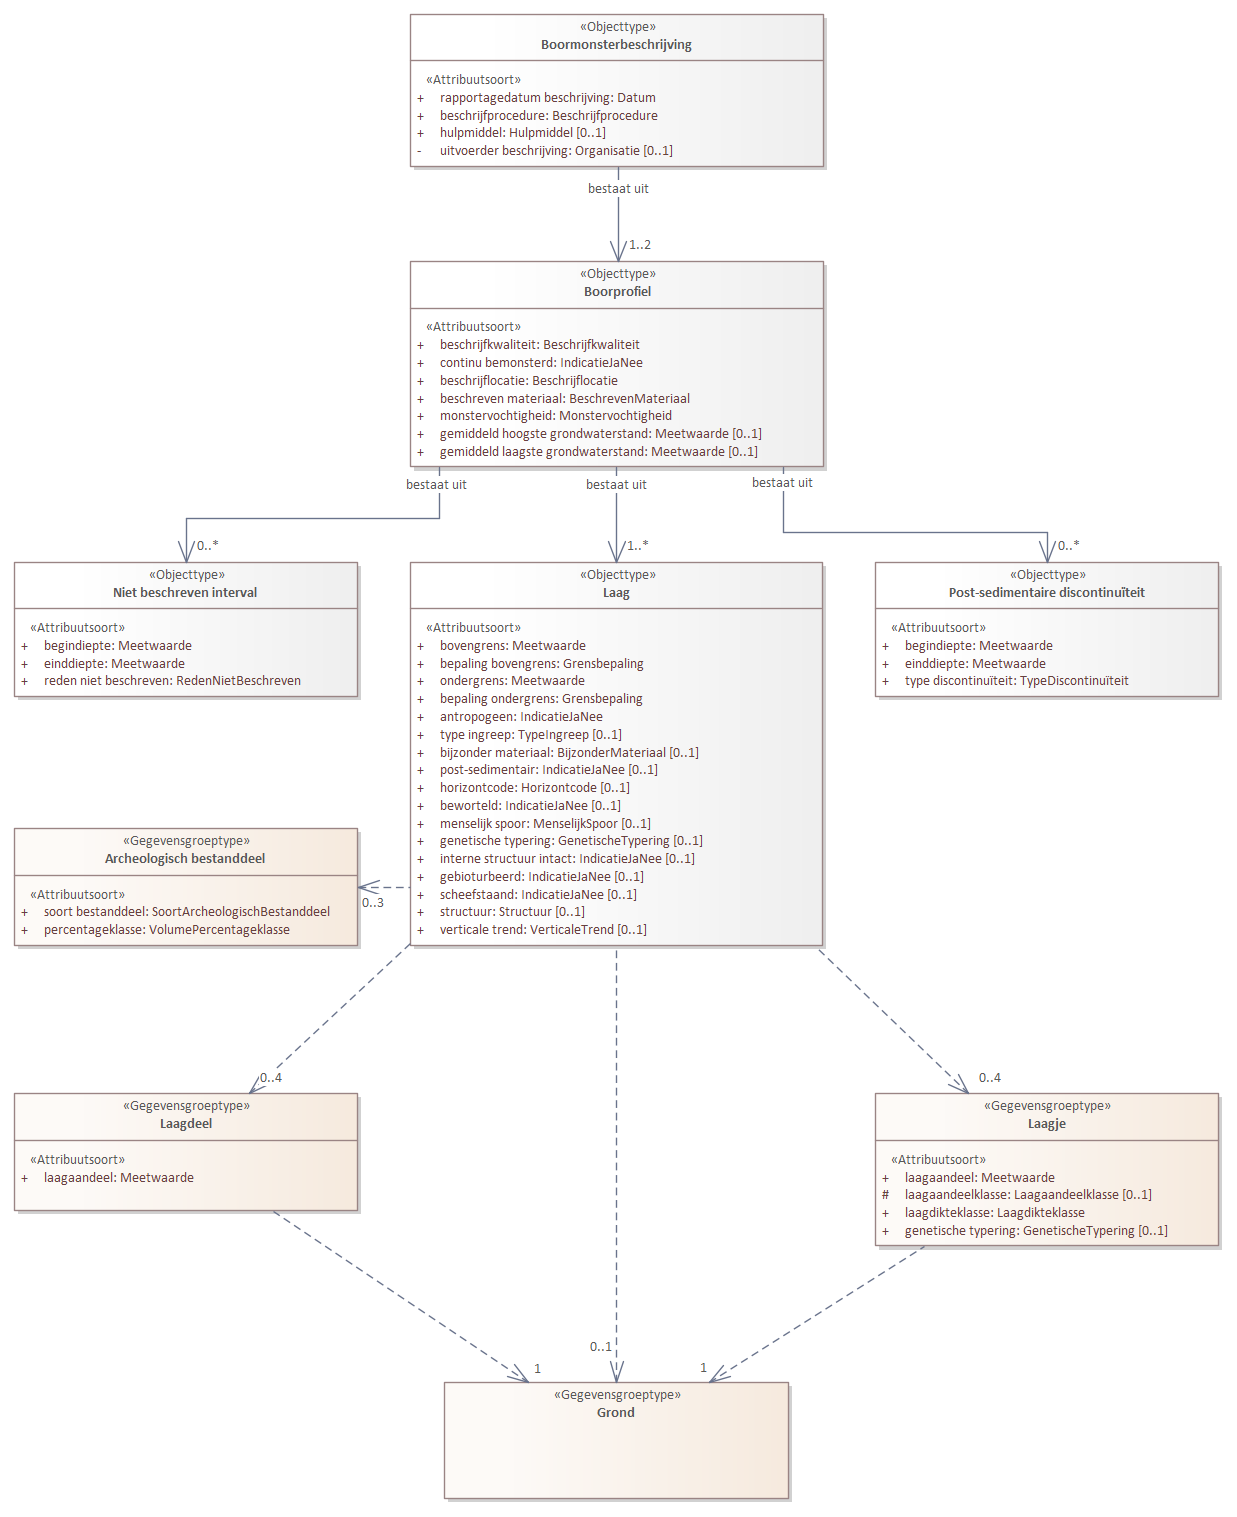 «Objecttype»
Boormonsterbeschrijving
«Attribuutsoort»
+ rapportagedatum beschrijving: Datum
+ beschrijfprocedure: Beschrijfprocedure
+ hulpmiddel: Hulpmiddel [0..1]
- uitvoerder beschrijving: Organisatie [0..1]
bestaat uit
1..2
«Objecttype»
Boorprofiel
«Attribuutsoort»
+ beschrijfkwaliteit: Beschrijfkwaliteit
+ continu bemonsterd: IndicatieJaNee
+ beschrijflocatie: Beschrijflocatie
+ beschreven materiaal: BeschrevenMateriaal
+ monstervochtigheid: Monstervochtigheid
+ gemiddeld hoogste grondwaterstand: Meetwaarde [0..1]
+ gemiddeld laagste grondwaterstand: Meetwaarde [0..1]
bestaat uit
bestaat uit
bestaat uit
0..*
1..*
0..*
«Objecttype»
Niet beschreven interval
«Attribuutsoort»
+ begindiepte: Meetwaarde
+ einddiepte: Meetwaarde
+ reden niet beschreven: RedenNietBeschreven
«Objecttype»
Laag
«Attribuutsoort»
+ bovengrens: Meetwaarde
+ bepaling bovengrens: Grensbepaling
+ ondergrens: Meetwaarde
+ bepaling ondergrens: Grensbepaling
+ antropogeen: IndicatieJaNee
+ type ingreep: TypeIngreep [0..1]
+ bijzonder materiaal: BijzonderMateriaal [0..1]
+ post-sedimentair: IndicatieJaNee [0..1]
+ horizontcode: Horizontcode [0..1]
+ beworteld: IndicatieJaNee [0..1]
+ menselijk spoor: MenselijkSpoor [0..1]
+ genetische typering: GenetischeTypering [0..1]
+ interne structuur intact: IndicatieJaNee [0..1]
+ gebioturbeerd: IndicatieJaNee [0..1]
+ scheefstaand: IndicatieJaNee [0..1]
+ structuur: Structuur [0..1]
+ verticale trend: VerticaleTrend [0..1]
«Objecttype»
Post-sedimentaire discontinuïteit
«Attribuutsoort»
+ begindiepte: Meetwaarde
+ einddiepte: Meetwaarde
+ type discontinuïteit: TypeDiscontinuïteit
«Gegevensgroeptype»
Archeologisch bestanddeel
«Attribuutsoort»
+ soort bestanddeel: SoortArcheologischBestanddeel
+ percentageklasse: VolumePercentageklasse
0..3
0..4
0..4
«Gegevensgroeptype»
Laagdeel
«Attribuutsoort»
+ laagaandeel: Meetwaarde
«Gegevensgroeptype»
Laagje
«Attribuutsoort»
+ laagaandeel: Meetwaarde
# laagaandeelklasse: Laagaandeelklasse [0..1]
+ laagdikteklasse: Laagdikteklasse
+ genetische typering: GenetischeTypering [0..1]
1
0..1
1
«Gegevensgroeptype»
Grond